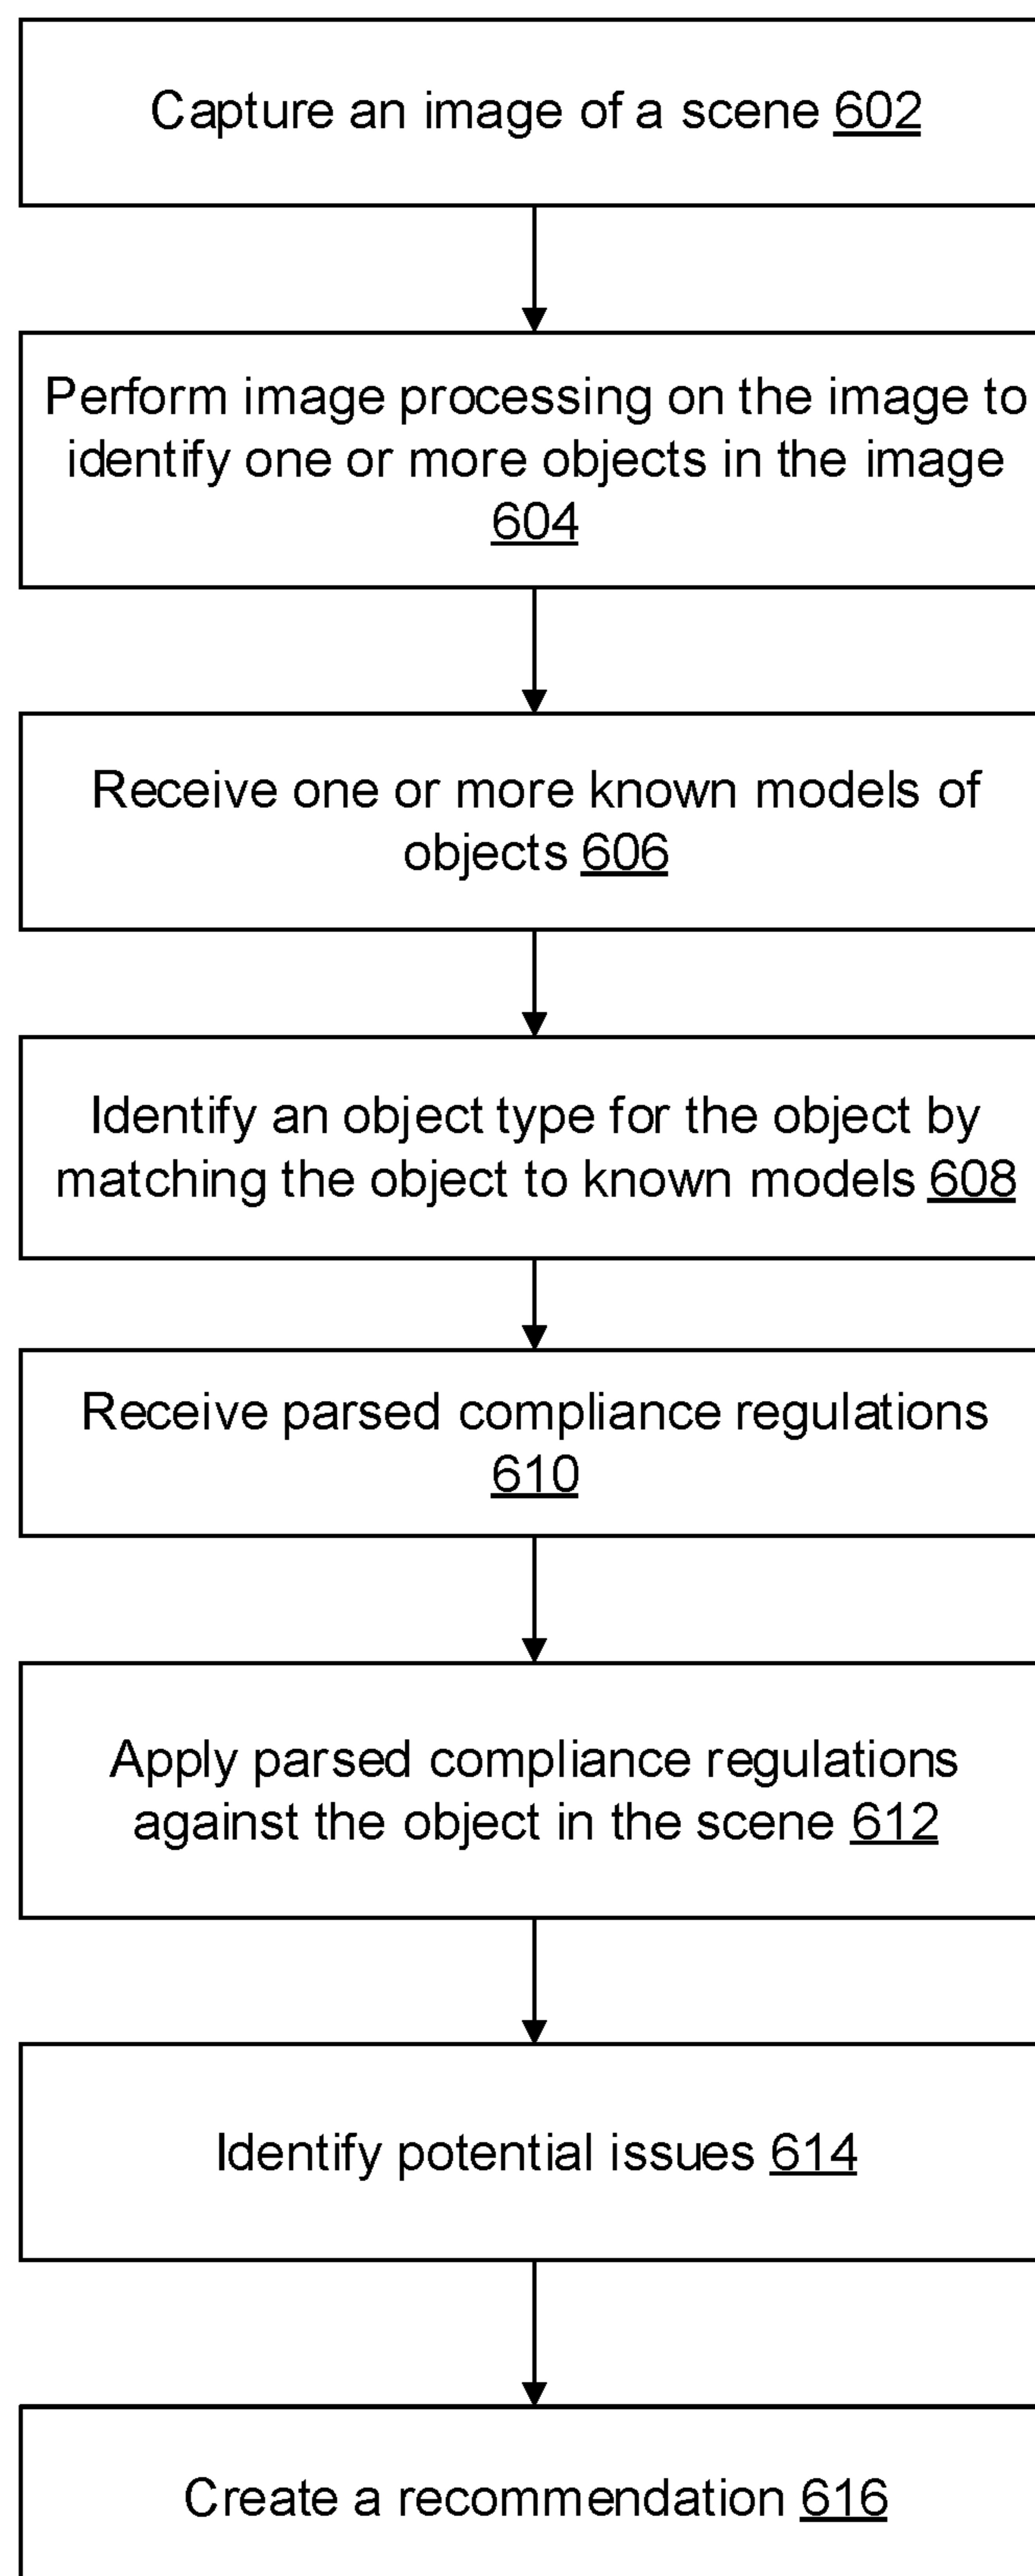 Capture an image of a scene 602
Perform image processing on the image to
identify one or more objects in the image
604
Receive one or more known models of
objects 606
Identify an object type for the object by
matching the object to known models 608
Receive parsed compliance regulations
610
Apply parsed compliance regulations
against the object in the scene 612
Identify potential issues 614
Create a recommendation 616